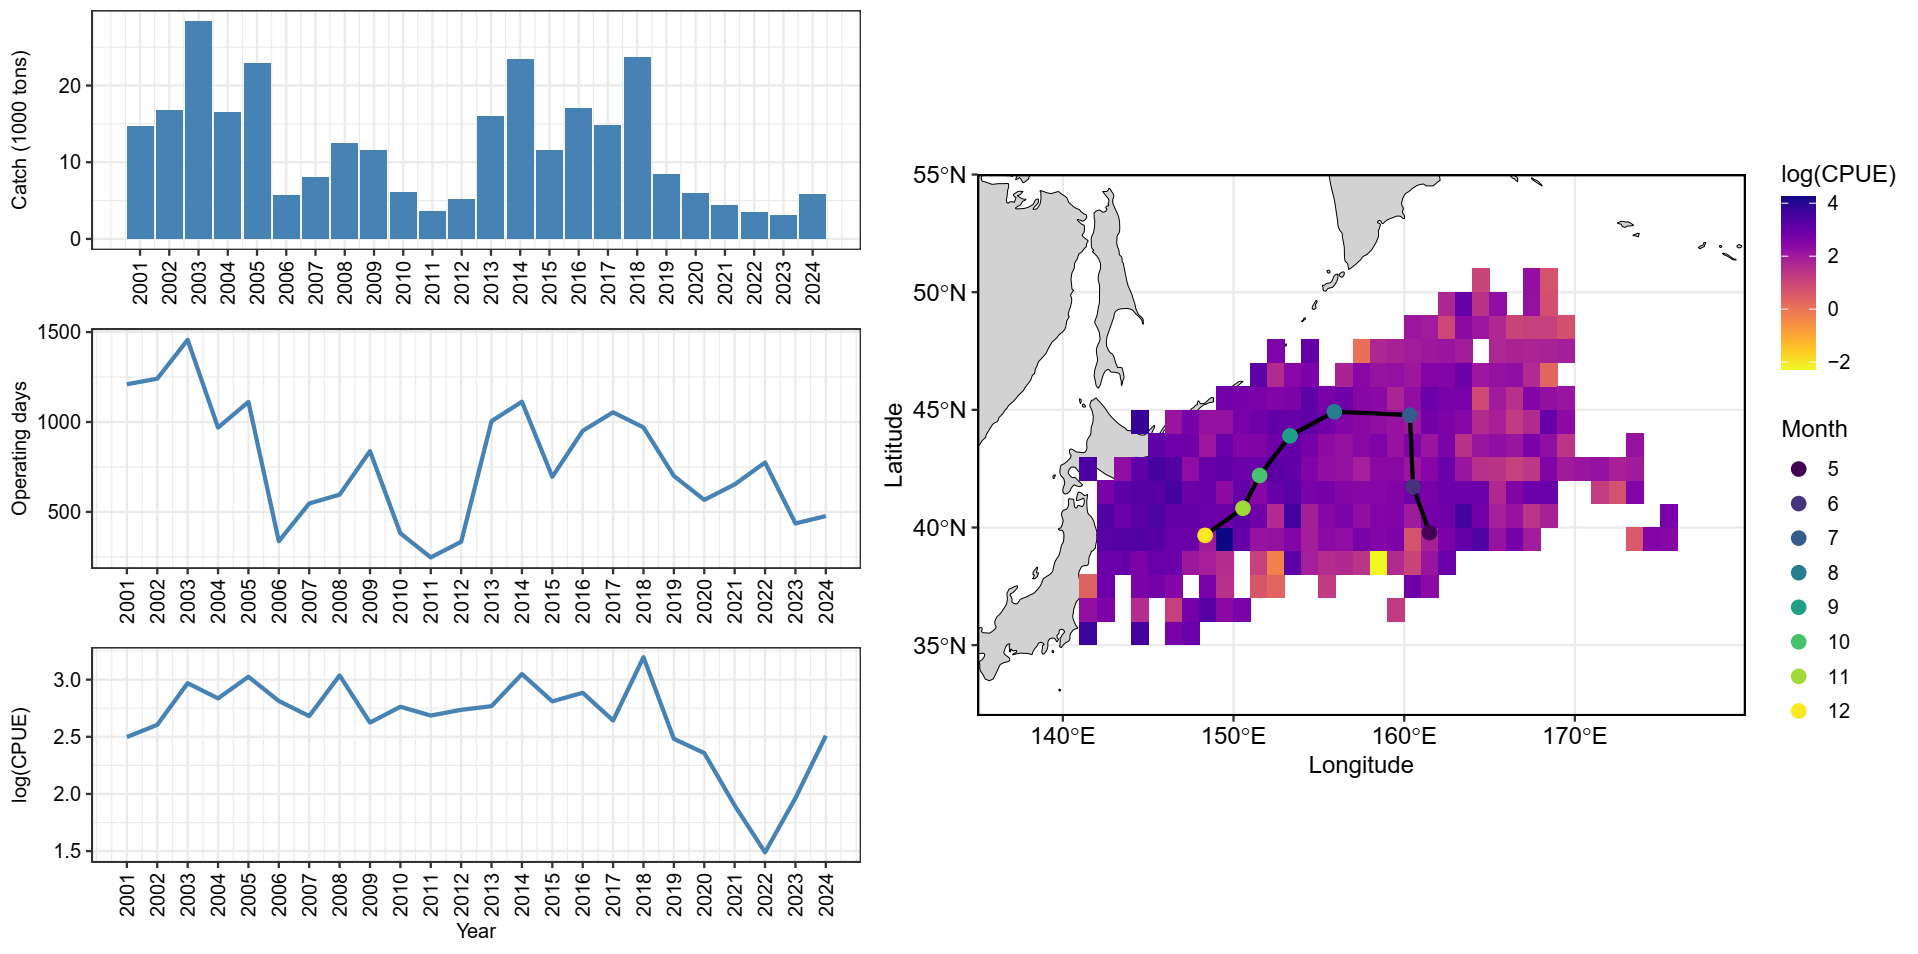 Catch (1000 tons)
20
10
0
2001 2002 2003 2004 2005 2006 2007 2008 2009 2010 2011 2012 2013 2014 2015 2016 2017 2018 2019 2020 2021 2022 2023 2024
Operating days
1500
1000
500
2001 2002 2003 2004 2005 2006 2007 2008 2009 2010 2011 2012 2013 2014 2015 2016 2017 2018 2019 2020 2021 2022 2023 2024
log(CPUE)
3.0
2.5
2.0
1.5
2001 2002 2003 2004 2005 2006 2007 2008 2009 2010 2011 2012 2013 2014 2015 2016 2017 2018 2019 2020 2021 2022 2023 2024
Year
Latitude
55°N
50°N
45°N
40°N
35°N
140°E 150°E 160°E 170°E
Longitude
log(CPUE)
4
2
0
−2
Month
5
6
7
8
9
10
11
12